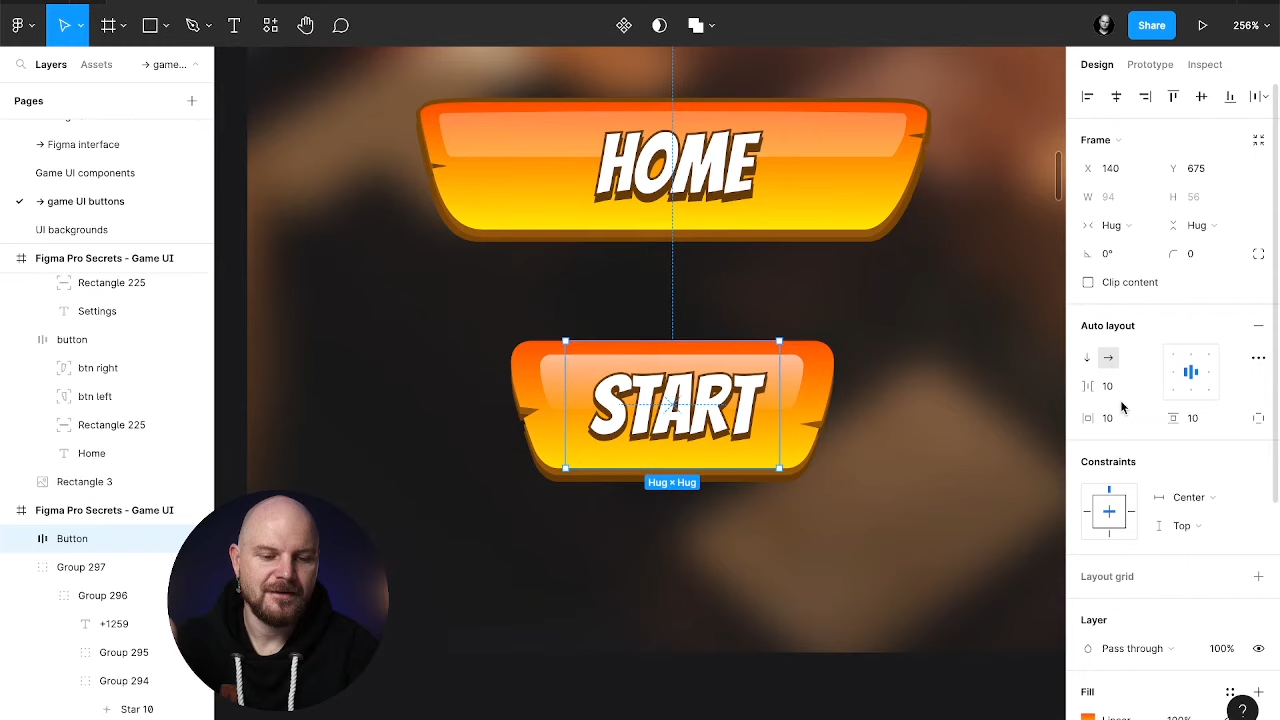 Share
256%
Layers
Assets
→ game...
Pages
→ Figma interface
Game UI components
→ game UI buttons
UI backgrounds
Figma Pro Secrets - Game UI
Rectangle 225
Settings
button
btn right
btn left
Rectangle 225
Home
Rectangle 3
Figma Pro Secrets - Game UI
Button
Group 297
Group 296
+1259
Group 295
Group 294
Star 10
HOME
START
Hug × Hug
Design
Prototype
Inspect
Frame
X 140
Y 675
W 94
H 56
Hug
Hug
0°
0
Clip content
Auto layout
10
10
10
Constraints
Center
Top
Layout grid
Layer
Pass through
100%
Fill
Linear
100%
?